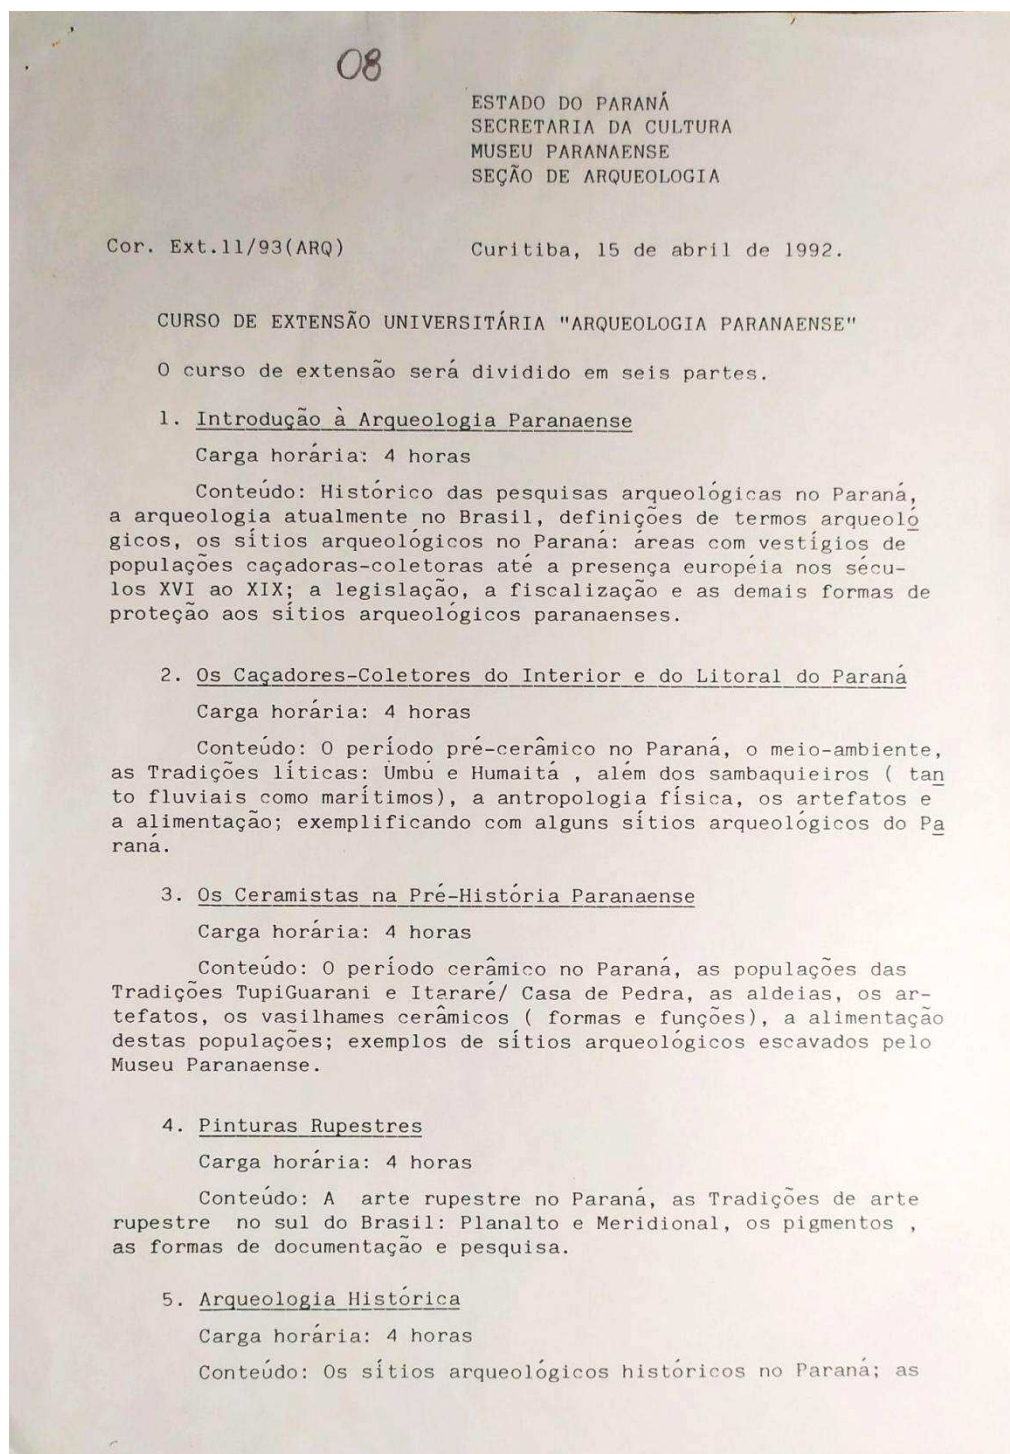 08
ESTADO DO PARANÁ
SECRETARIA DA CULTURA
MUSEU PARANAENSE
SEÇÃO DE ARQUEOLOGIA
Cor. Ext.11/93(ARQ) Curitiba, 15 de abril de 1992.
CURSO DE EXTENSÃO UNIVERSITÁRIA "ARQUEOLOGIA PARANAENSE"
O curso de extensão será dividido em seis partes.
1. Introdução à Arqueologia Paranaense
Carga horária: 4 horas
Conteúdo: Histórico das pesquisas arqueológicas no Paraná,
a arqueologia atualmente no Brasil, definições de termos arqueoló
gicos, os sítios arqueológicos no Paraná: áreas com vestígios de
populações caçadoras-coletoras até a presença européia nos sécu-
los XVI ao XIX; a legislação, a fiscalização e as demais formas de
proteção aos sítios arqueológicos paranaenses.
2. Os Caçadores-Coletores do Interior e do Litoral do Paraná
Carga horária: 4 horas
Conteúdo: O período pré-cerâmico no Paraná, o meio-ambiente,
as Tradições líticas: Umbú e Humaitá , além dos sambaquieiros ( tan
to fluviais como marítimos), a antropologia física, os artefatos e
a alimentação; exemplificando com alguns sítios arqueológicos do Pa
raná.
3. Os Ceramistas na Pré-História Paranaense
Carga horária: 4 horas
Conteúdo: O período cerâmico no Paraná, as populações das
Tradições TupiGuarani e Itararé/ Casa de Pedra, as aldeias, os ar-
tefatos, os vasilhames cerâmicos ( formas e funções), a alimentação
destas populações; exemplos de sítios arqueológicos escavados pelo
Museu Paranaense.
4. Pinturas Rupestres
Carga horária: 4 horas
Conteúdo: A arte rupestre no Paraná, as Tradições de arte
rupestre no sul do Brasil: Planalto e Meridional, os pigmentos ,
as formas de documentação e pesquisa.
5. Arqueologia Histórica
Carga horária: 4 horas
Conteúdo: Os sítios arqueológicos históricos no Paraná; as